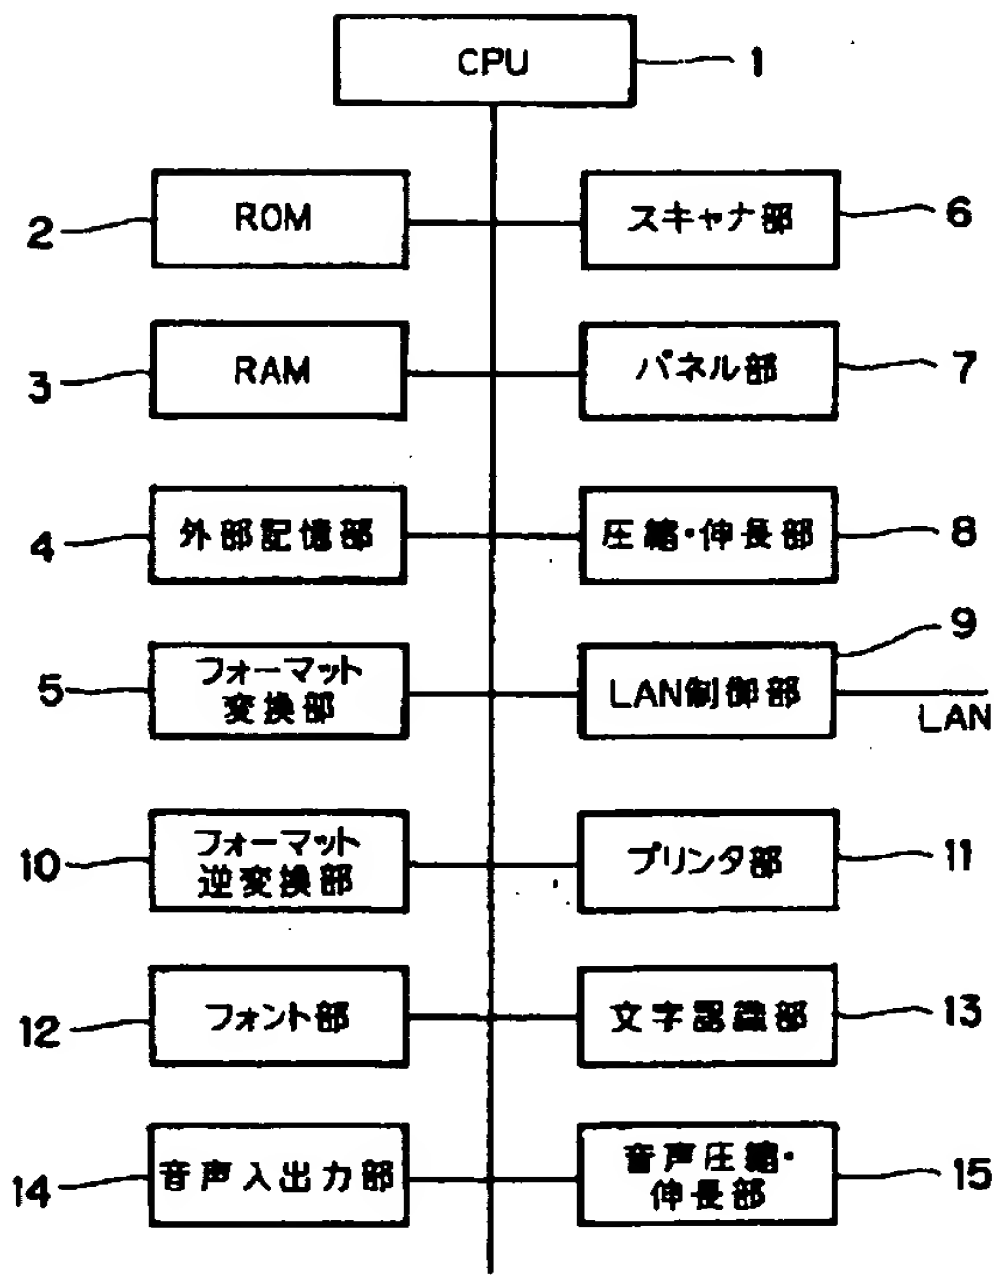 CPU
1
2
ROM
スキャナ部
6
3
RAM
パネル部
7
4
外部記憶部
圧縮・伸長部
8
5
フォーマット
変換部
LAN制御部
9
LAN
10
フォーマット
逆変換部
プリンタ部
11
12
フォント部
文字認識部
13
14
音声入出力部
音声圧縮・
伸長部
15